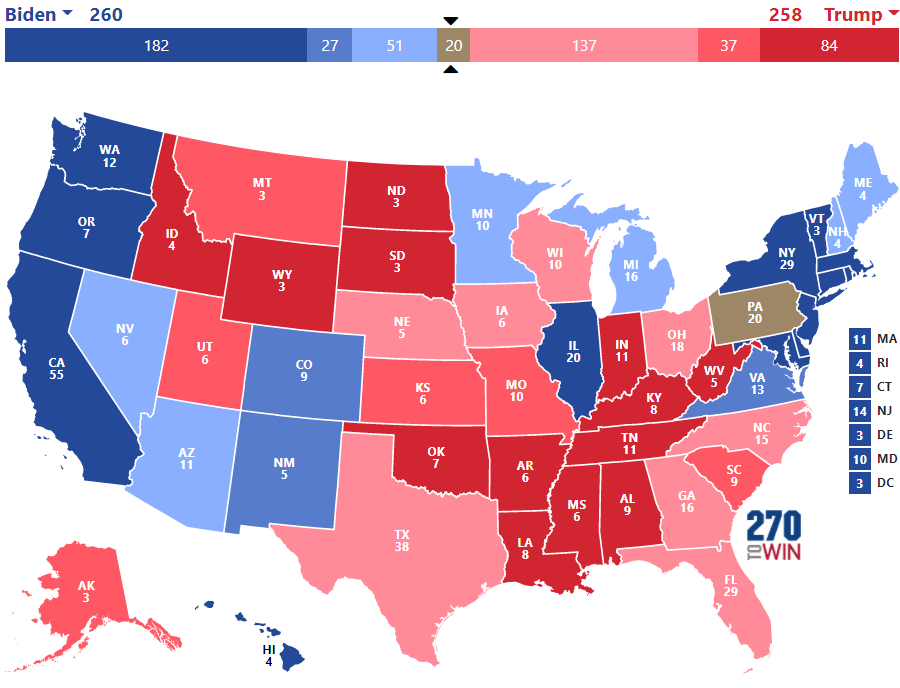 Biden 260
258 Trump
182 27 51 20 137 37 84
WA
12
OR
7
CA
55
NV
6
ID
4
MT
3
WY
3
UT
6
AZ
11
CO
9
NM
5
ND
3
SD
3
NE
5
KS
6
OK
7
TX
38
MN
10
IA
6
MO
10
AR
6
LA
8
WI
10
IL
20
MI
16
IN
11
OH
18
KY
8
TN
11
MS
6
AL
9
GA
16
FL
29
SC
9
NC
15
VA
13
WV
5
PA
20
NY
29
VT
3
NH
4
ME
4
AK
3
HI
4
11 MA
4 RI
7 CT
14 NJ
3 DE
10 MD
3 DC
270
TO WIN